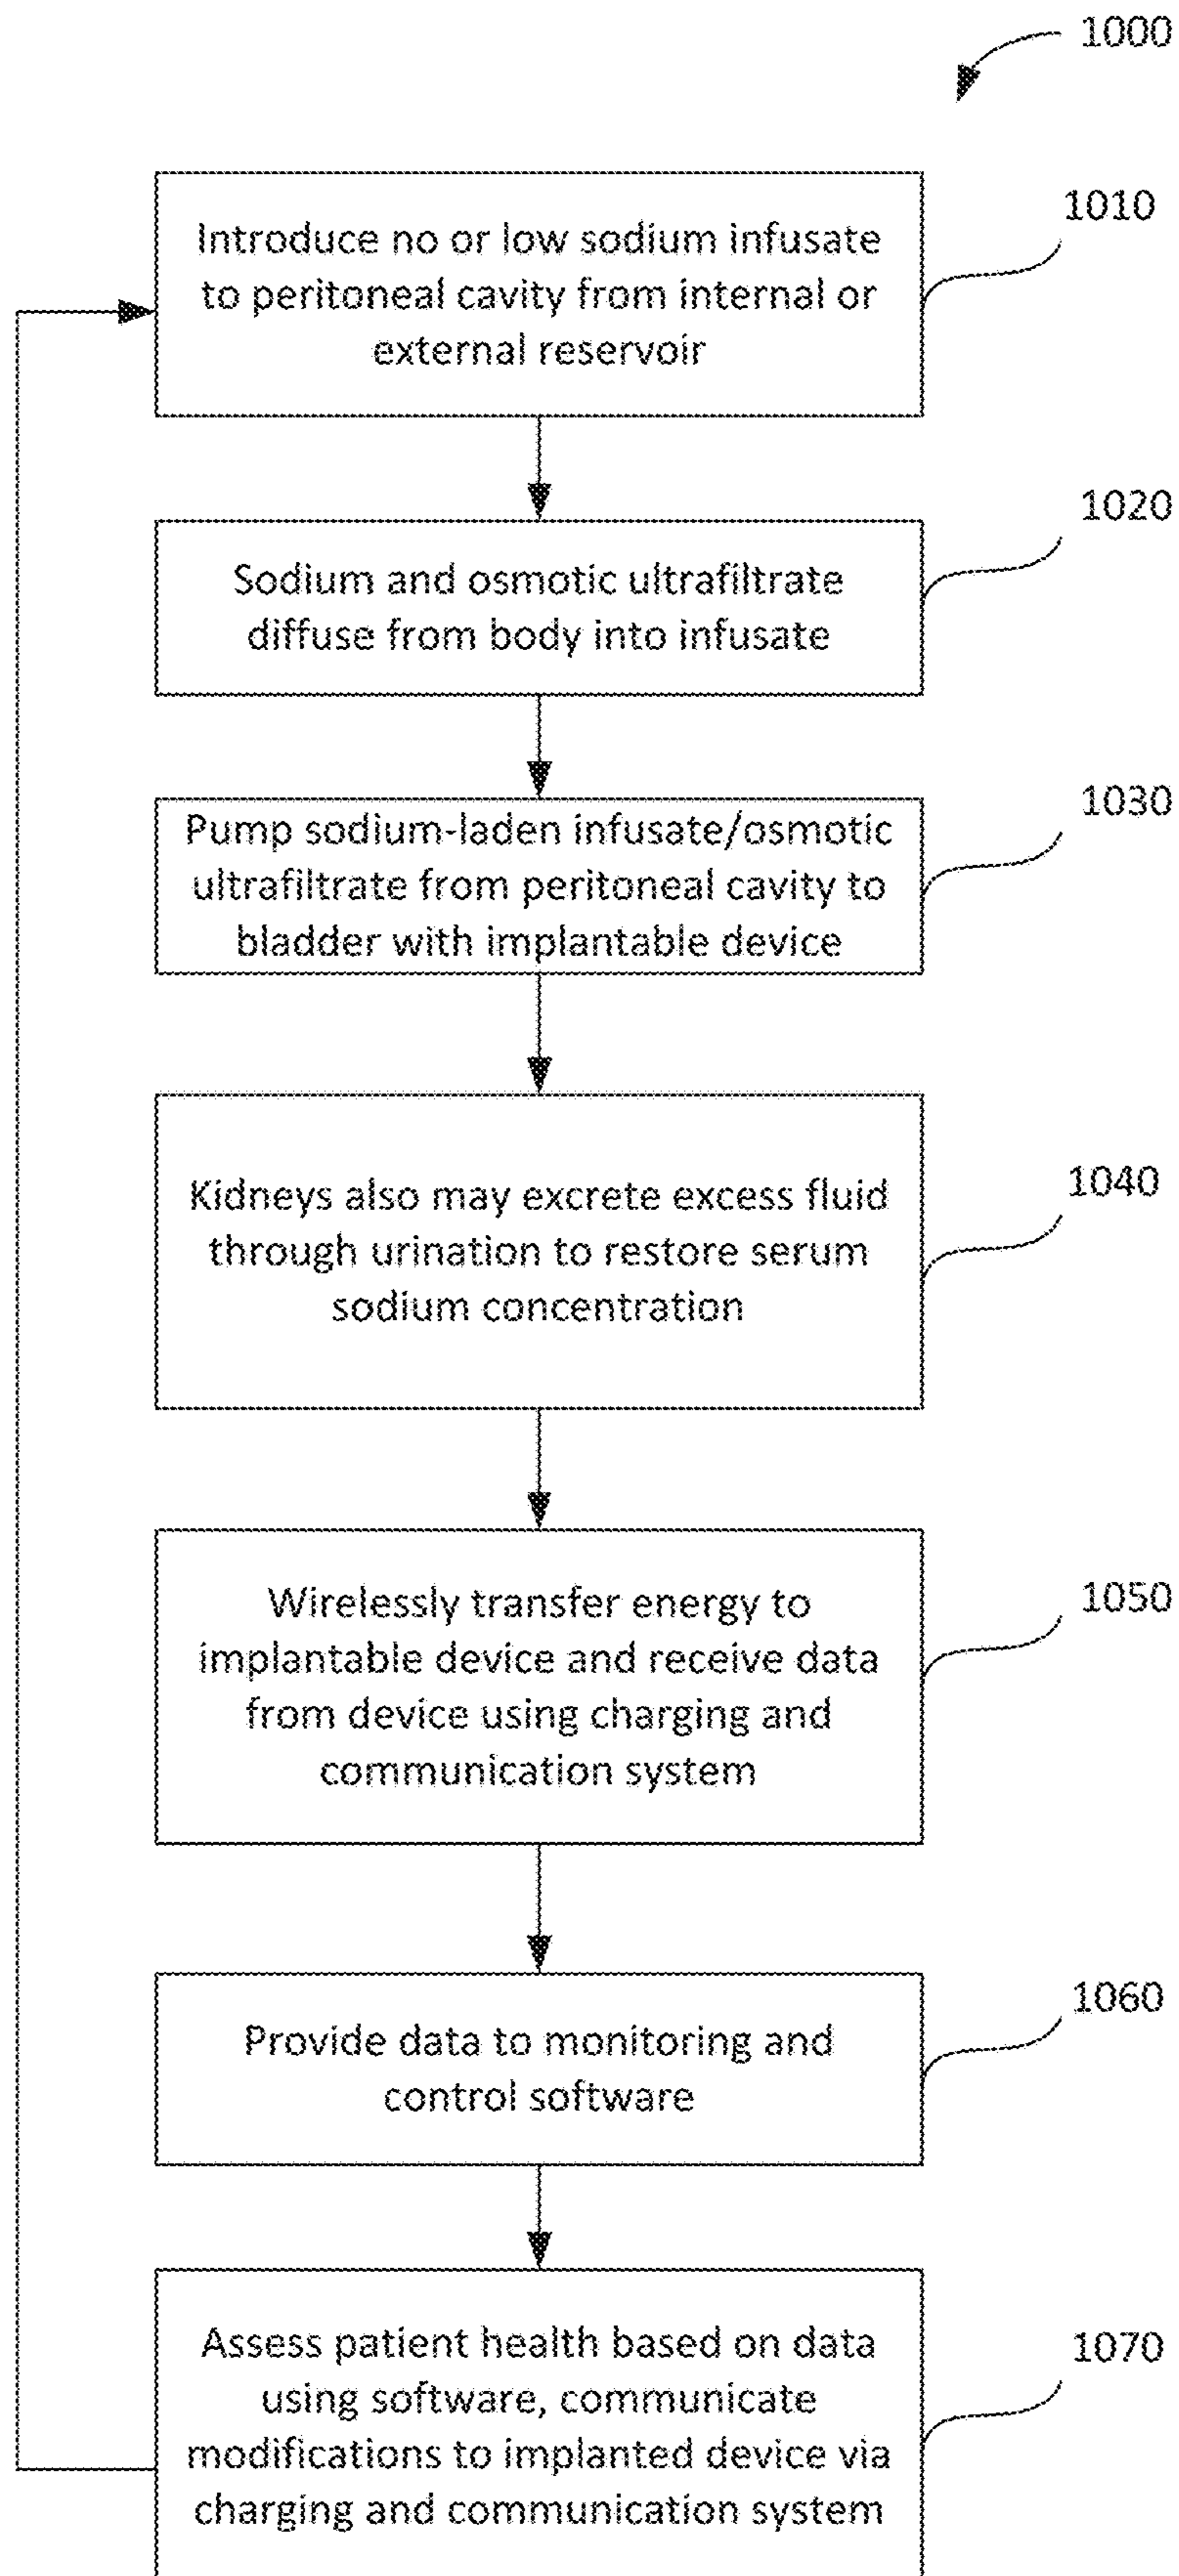 1000
1010
Introduce no or low sodium infusate
to peritoneal cavity from internal or
external reservoir
1020
Sodium and osmotic ultrafiltrate
diffuse from body into infusate
1030
Pump sodium-laden infusate/osmotic
ultrafiltrate from peritoneal cavity to
bladder with implantable device
1040
Kidneys also may excrete excess fluid
through urination to restore serum
sodium concentration
1050
Wirelessly transfer energy to
implantable device and receive data
from device using charging and
communication system
1060
Provide data to monitoring and
control software
1070
Assess patient health based on data
using software, communicate
modifications to implanted device via
charging and communication system